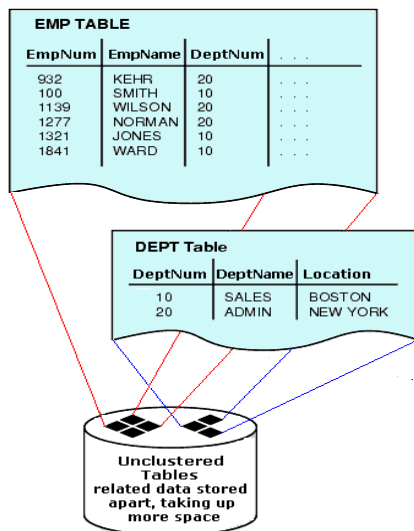 EMP TABLE
EmpNum EmpName DeptNum . . .
932 KEHR 20 . . .
100 SMITH 10 . . .
1139 WILSON 20 . . .
1277 NORMAN 20 . . .
1321 JONES 10 . . .
1841 WARD 10 . . .
DEPT Table
DeptNum DeptName Location
10 SALES BOSTON
20 ADMIN NEW YORK
Unclustered
Tables
related data stored
apart, taking up
more space